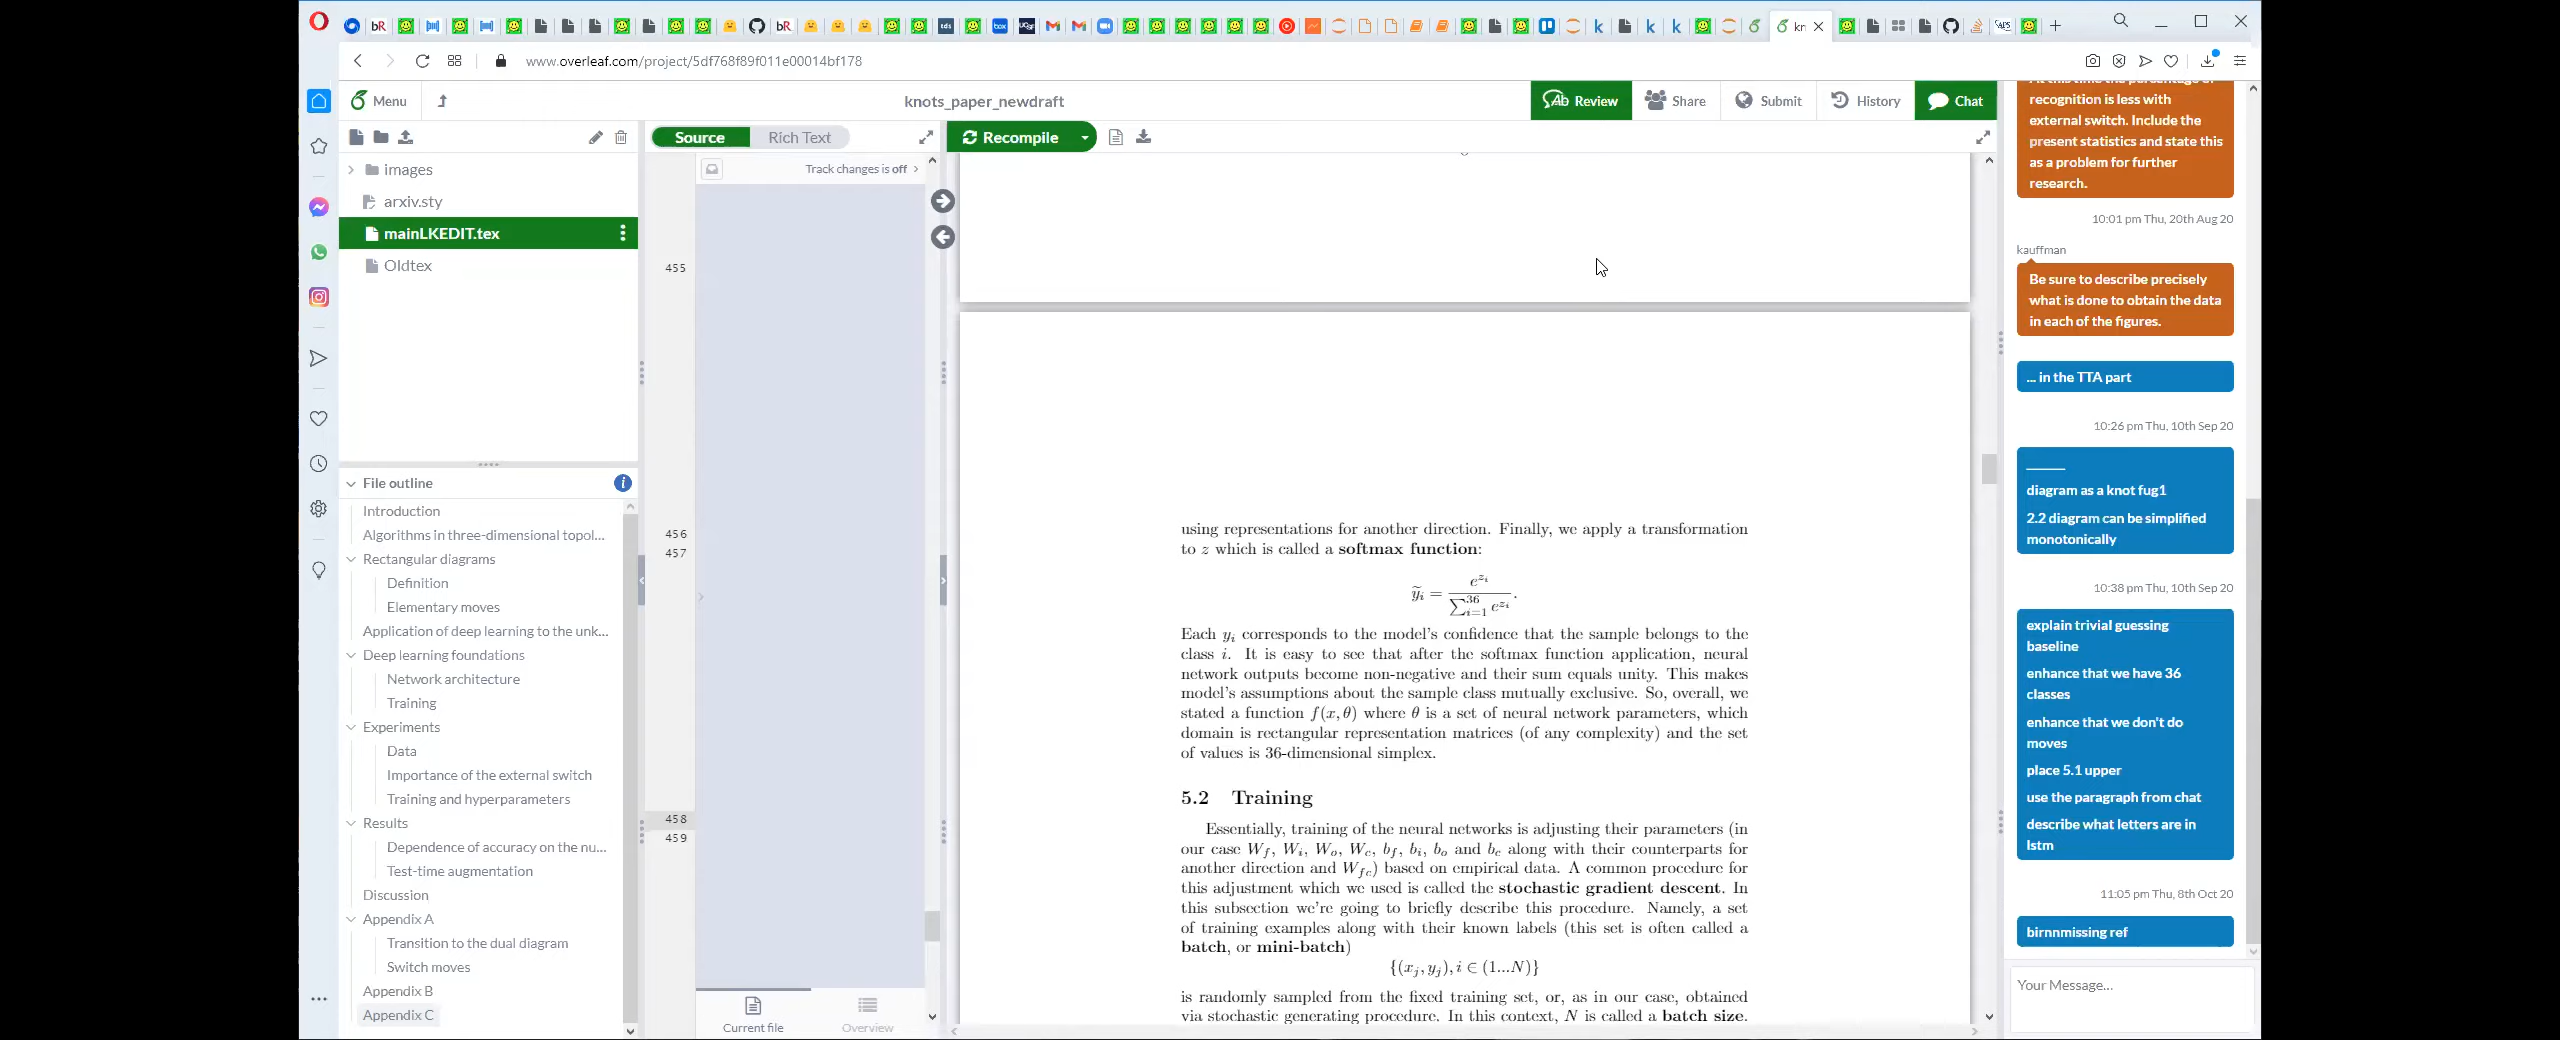 www.overleaf.com/project/5df768f89f011e00014bf178
Menu
knots_paper_newdraft
Review
Share
Submit
History
Chat
Source
Rich Text
Recompile
Track changes is off
images
arxiv.sty
mainLKEDIT.tex
Oldtex
File outline
Introduction
Algorithms in three-dimensional topol...
Rectangular diagrams
Definition
Elementary moves
Application of deep learning to the unk...
Deep learning foundations
Network architecture
Training
Experiments
Data
Importance of the external switch
Training and hyperparameters
Results
Dependence of accuracy on the nu...
Test-time augmentation
Discussion
Appendix A
Transition to the dual diagram
Switch moves
Appendix B
Appendix C
455
456
457
458
459
Current file
Overview
using representations for another direction. Finally, we apply a transformation
to z which is called a softmax function:
ỹ_i = e^{z_i} / ∑_{i=1}^{36} e^{z_i}.
Each y_i corresponds to the model's confidence that the sample belongs to the
class i. It is easy to see that after the softmax function application, neural
network outputs become non-negative and their sum equals unity. This makes
model's assumptions about the sample class mutually exclusive. So, overall, we
stated a function f(x, θ) where θ is a set of neural network parameters, which
domain is rectangular representation matrices (of any complexity) and the set
of values is 36-dimensional simplex.
5.2 Training
Essentially, training of the neural networks is adjusting their parameters (in
our case W_f, W_i, W_o, W_c, b_f, b_i, b_o and b_c along with their counterparts for
another direction and W_{fc}) based on empirical data. A common procedure for
this adjustment which we used is called the stochastic gradient descent. In
this subsection we're going to briefly describe this procedure. Namely, a set
of training examples along with their known labels (this set is often called a
batch, or mini-batch)
{(x_j, y_j), i ∈ (1...N)}
is randomly sampled from the fixed training set, or, as in our case, obtained
via stochastic generating procedure. In this context, N is called a batch size.
recognition is less with
external switch. Include the
present statistics and state this
as a problem for further
research.
10:01 pm Thu, 20th Aug 20
kauffman
Be sure to describe precisely
what is done to obtain the data
in each of the figures.
... in the TTA part
10:26 pm Thu, 10th Sep 20
diagram as a knot fug1
2.2 diagram can be simplified
monotonically
10:38 pm Thu, 10th Sep 20
explain trivial guessing
baseline
enhance that we have 36
classes
enhance that we don't do
moves
place 5.1 upper
use the paragraph from chat
describe what letters are in
lstm
11:05 pm Thu, 8th Oct 20
birnnmissing ref
Your Message...